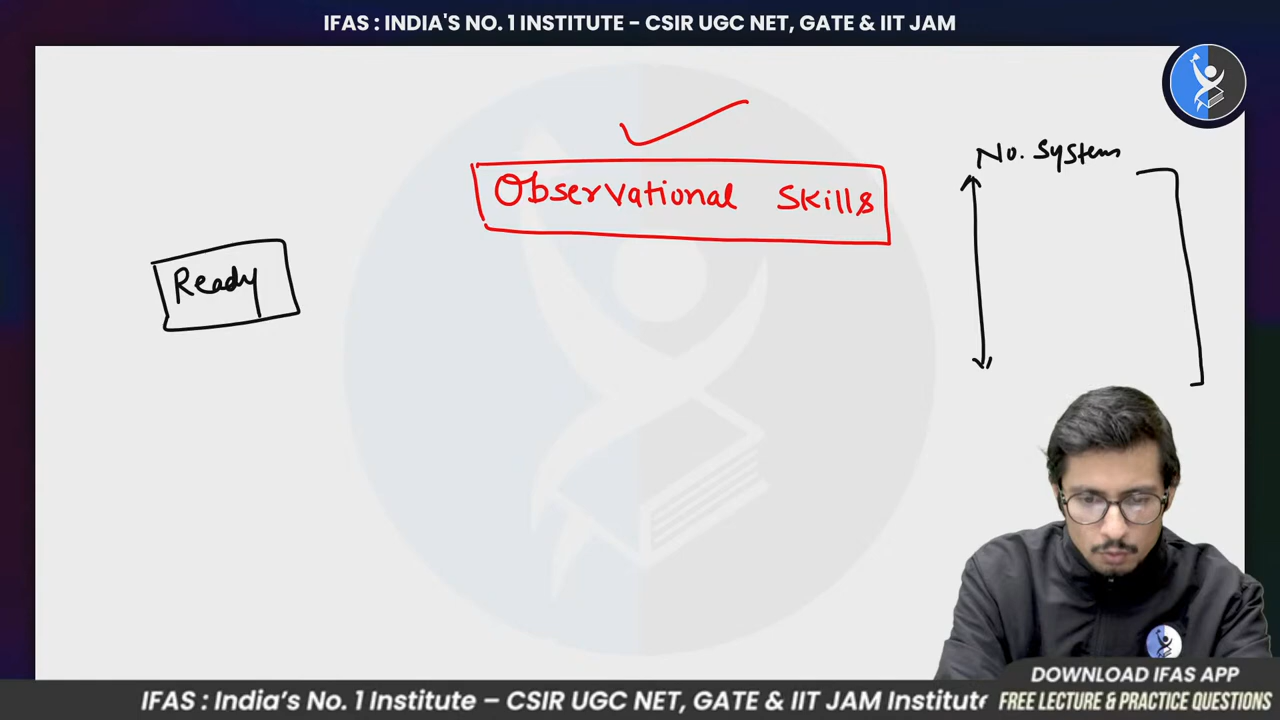 IFAS : INDIA'S NO. 1 INSTITUTE – CSIR UGC NET, GATE & IIT JAM
No. System
Observational Skills
Ready
DOWNLOAD IFAS APP
IFAS : India's No. 1 Institute – CSIR UGC NET, GATE & IIT JAM Institute
FREE LECTURE & PRACTICE QUESTIONS